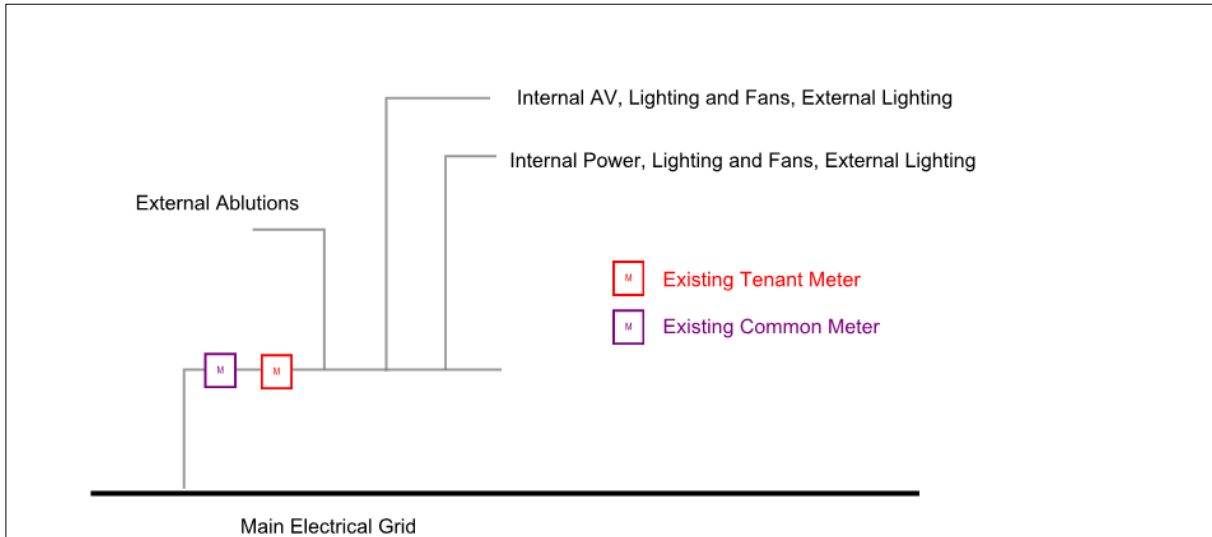 Internal AV, Lighting and Fans, External Lighting
Internal Power, Lighting and Fans, External Lighting
External Ablutions
M Existing Tenant Meter
M Existing Common Meter
M
M
Main Electrical Grid